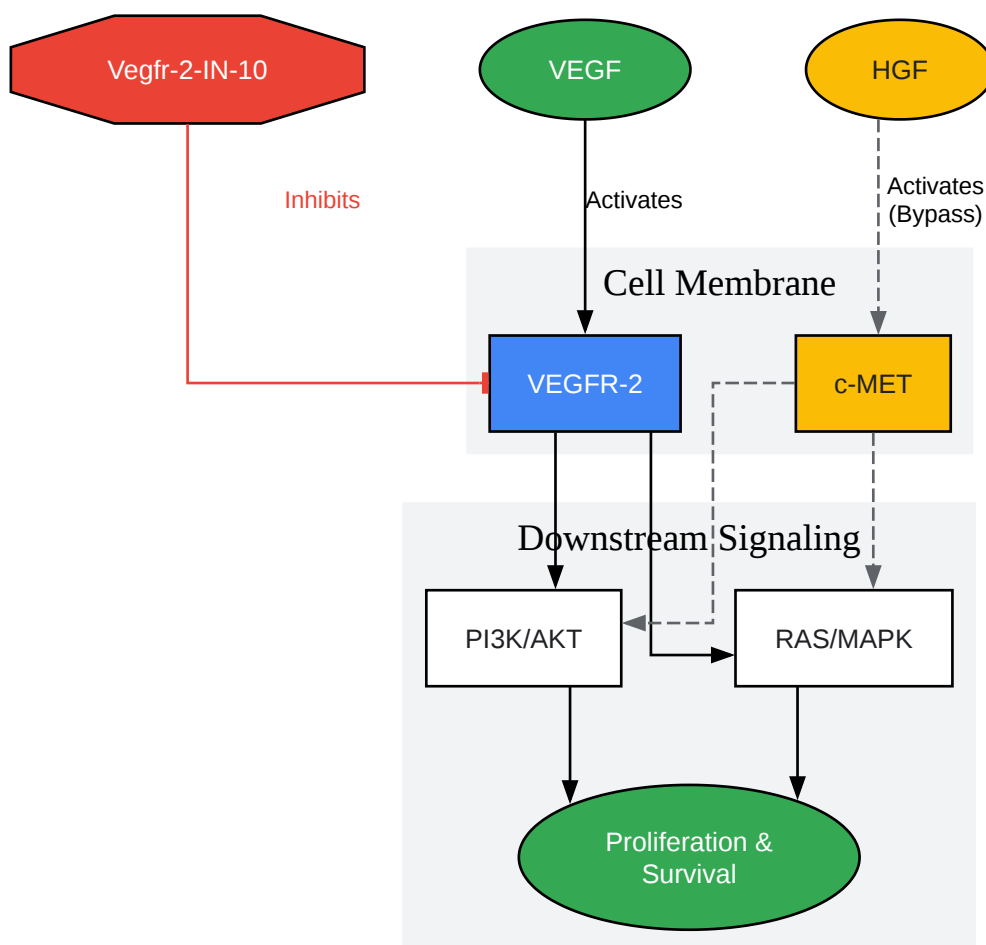 Vegfr-2-IN-10
VEGF
HGF
Inhibits
Activates
Activates
(Bypass)
Cell Membrane
VEGFR-2
c-MET
Downstream Signaling
PI3K/AKT
RAS/MAPK
Proliferation &
Survival